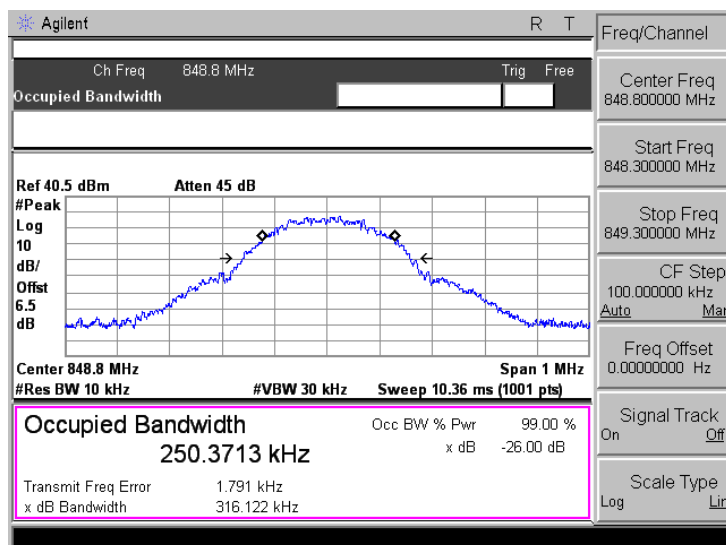 Agilent R T
Ch Freq 848.8 MHz Trig Free
Occupied Bandwidth
Ref 40.5 dBm Atten 45 dB
#Peak
Log
10
dB/
Offst
6.5
dB
Center 848.8 MHz Span 1 MHz
#Res BW 10 kHz #VBW 30 kHz Sweep 10.36 ms (1001 pts)
Occupied Bandwidth Occ BW % Pwr 99.00 %
250.3713 kHz x dB -26.00 dB
Transmit Freq Error 1.791 kHz
x dB Bandwidth 316.122 kHz
Freq/Channel
Center Freq
848.800000 MHz
Start Freq
848.300000 MHz
Stop Freq
849.300000 MHz
CF Step
100.000000 kHz
Auto Man
Freq Offset
0.00000000 Hz
Signal Track
On Off
Scale Type
Log Lin